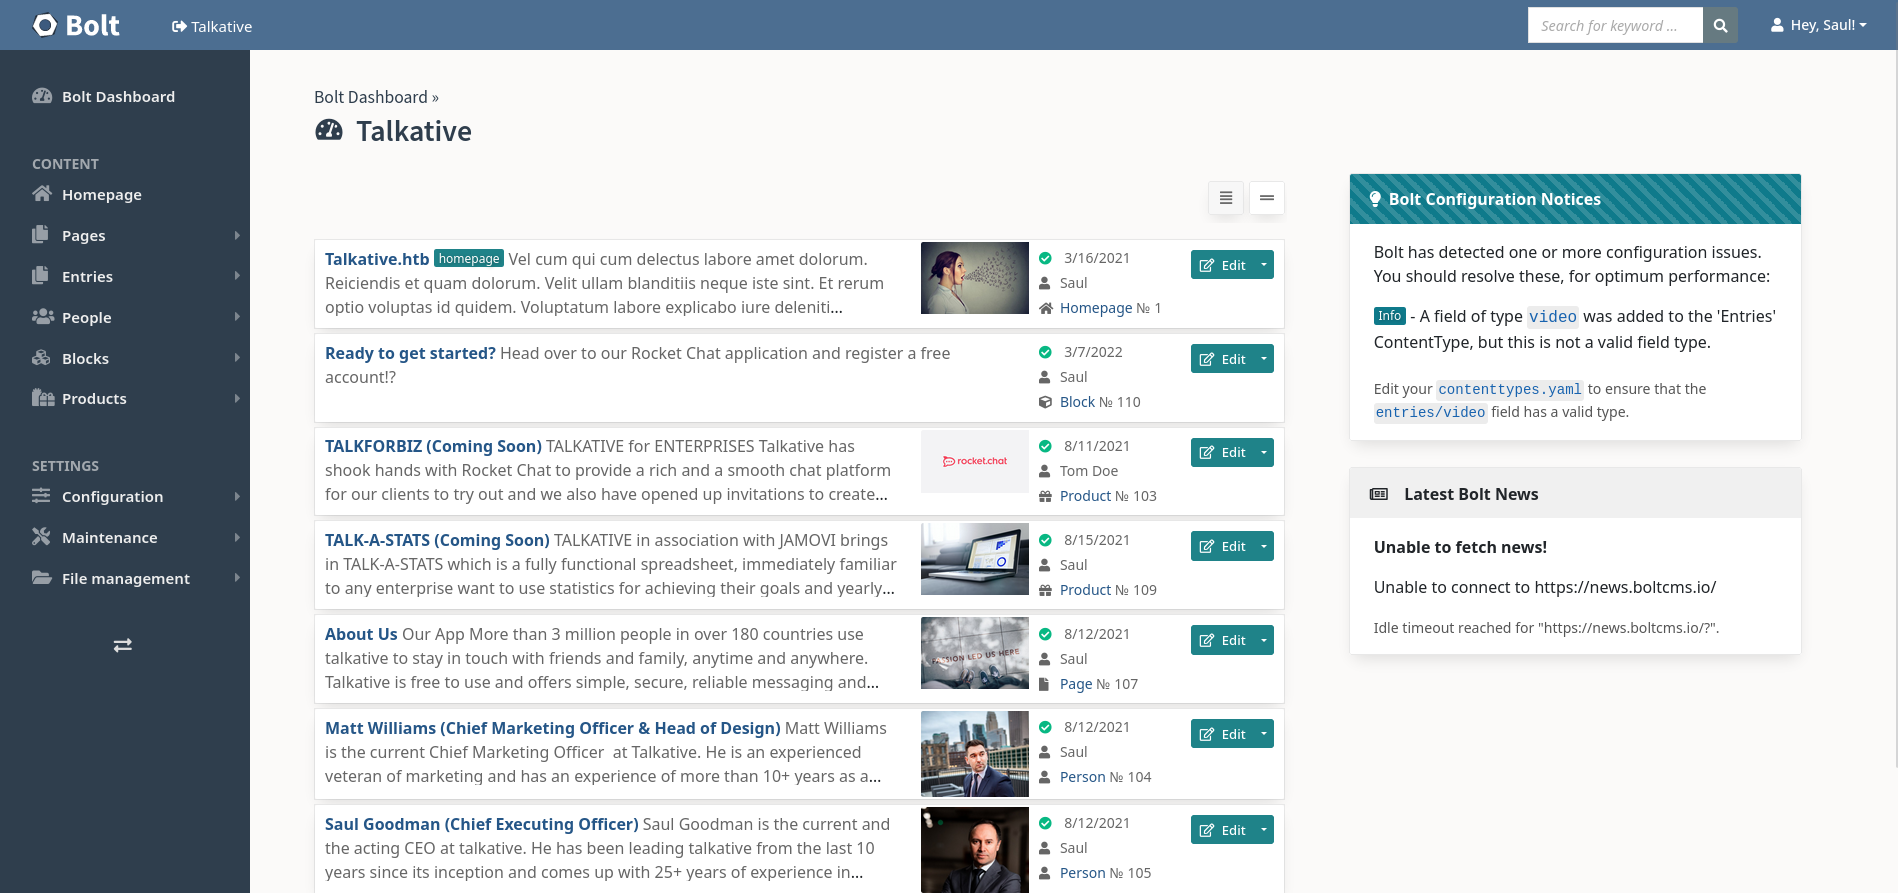 Bolt
Talkative
Search for keyword ...
Hey, Saul!
Bolt Dashboard
CONTENT
Homepage
Pages
Entries
People
Blocks
Products
SETTINGS
Configuration
Maintenance
File management
Bolt Dashboard »
Talkative
Talkative.htb homepage Vel cum qui cum delectus labore amet dolorum.
Reiciendis et quam dolorum. Velit ullam blanditiis neque iste sint. Et rerum
optio voluptas id quidem. Voluptatum labore explicabo iure deleniti...
3/16/2021
Saul
Homepage № 1
Edit
Ready to get started? Head over to our Rocket Chat application and register a free
account!?
3/7/2022
Saul
Block № 110
Edit
TALKFORBIZ (Coming Soon) TALKATIVE for ENTERPRISES Talkative has
shook hands with Rocket Chat to provide a rich and a smooth chat platform
for our clients to try out and we also have opened up invitations to create...
rocket.chat
8/11/2021
Tom Doe
Product № 103
Edit
TALK-A-STATS (Coming Soon) TALKATIVE in association with JAMOVI brings
in TALK-A-STATS which is a fully functional spreadsheet, immediately familiar
to any enterprise want to use statistics for achieving their goals and yearly...
8/15/2021
Saul
Product № 109
Edit
About Us Our App More than 3 million people in over 180 countries use
talkative to stay in touch with friends and family, anytime and anywhere.
Talkative is free to use and offers simple, secure, reliable messaging and...
PASSION LED US HERE
8/12/2021
Saul
Page № 107
Edit
Matt Williams (Chief Marketing Officer & Head of Design) Matt Williams
is the current Chief Marketing Officer  at Talkative. He is an experienced
veteran of marketing and has an experience of more than 10+ years as a...
8/12/2021
Saul
Person № 104
Edit
Saul Goodman (Chief Executing Officer) Saul Goodman is the current and
the acting CEO at talkative. He has been leading talkative from the last 10
years since its inception and comes up with 25+ years of experience in...
8/12/2021
Saul
Person № 105
Edit
Bolt Configuration Notices
Bolt has detected one or more configuration issues.
You should resolve these, for optimum performance:
Info - A field of type video was added to the 'Entries'
ContentType, but this is not a valid field type.
Edit your contenttypes.yaml to ensure that the
entries/video field has a valid type.
Latest Bolt News
Unable to fetch news!
Unable to connect to https://news.boltcms.io/
Idle timeout reached for "https://news.boltcms.io/?".